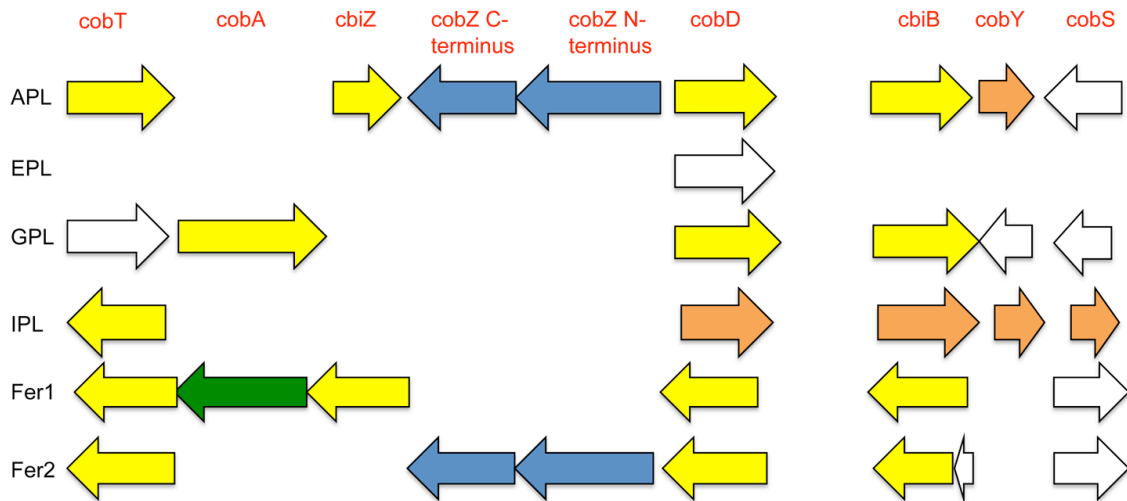 cobT cobA cbiZ cobZ C- cobZ N- cobD cbiB cobY cobS
terminus terminus
APL
EPL
GPL
IPL
Fer1
Fer2